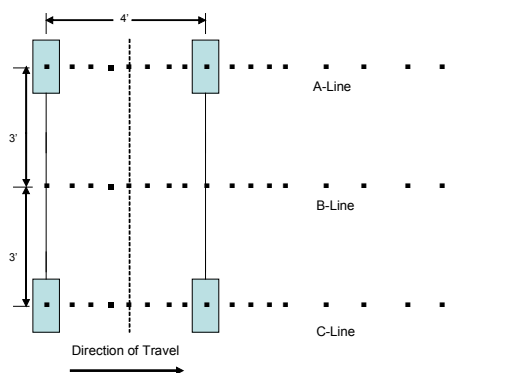 4'
A-Line
3'
B-Line
3'
C-Line
Direction of Travel